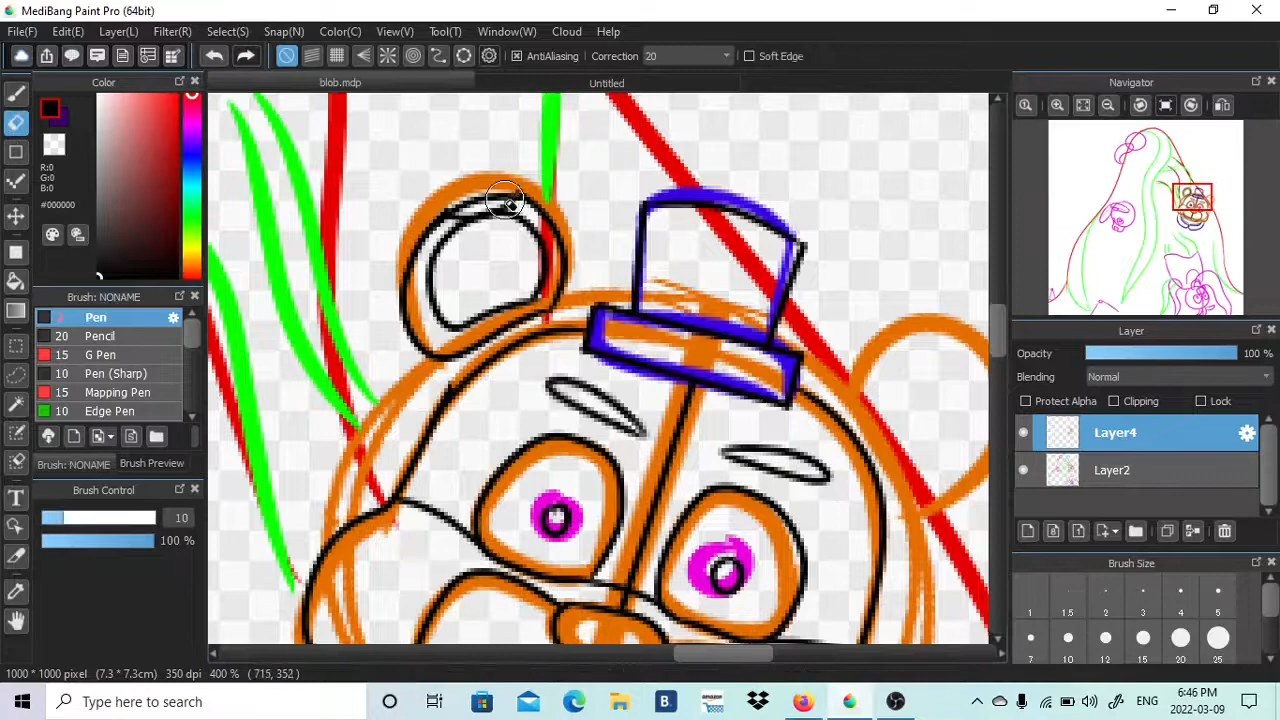 MediBang Paint Pro (64bit)
File(F) Edit(E) Layer(L) Filter(R) Select(S) Snap(N) Color(C) View(V) Tool(T) Window(W) Cloud Help
AntiAliasing Correction 20 Soft Edge
Color
blob.mdp
Untitled
Navigator
R:0
G:0
B:0
#000000
Brush: NONAME
Pen
20 Pencil
15 G Pen
10 Pen (Sharp)
15 Mapping Pen
10 Edge Pen
Brush: NONAME Brush Preview
Brush Control
10
100 %
Layer
Opacity 100 %
Blending Normal
Protect Alpha Clipping Lock
Layer4
Layer2
Brush Size
1 1.5 2 3 4 5
7 10 12 15 20 25
1000 * 1000 pixel (7.3 * 7.3cm) 350 dpi 400 % ( 715, 352 )
Type here to search
ENG
6:46 PM
2022-03-09